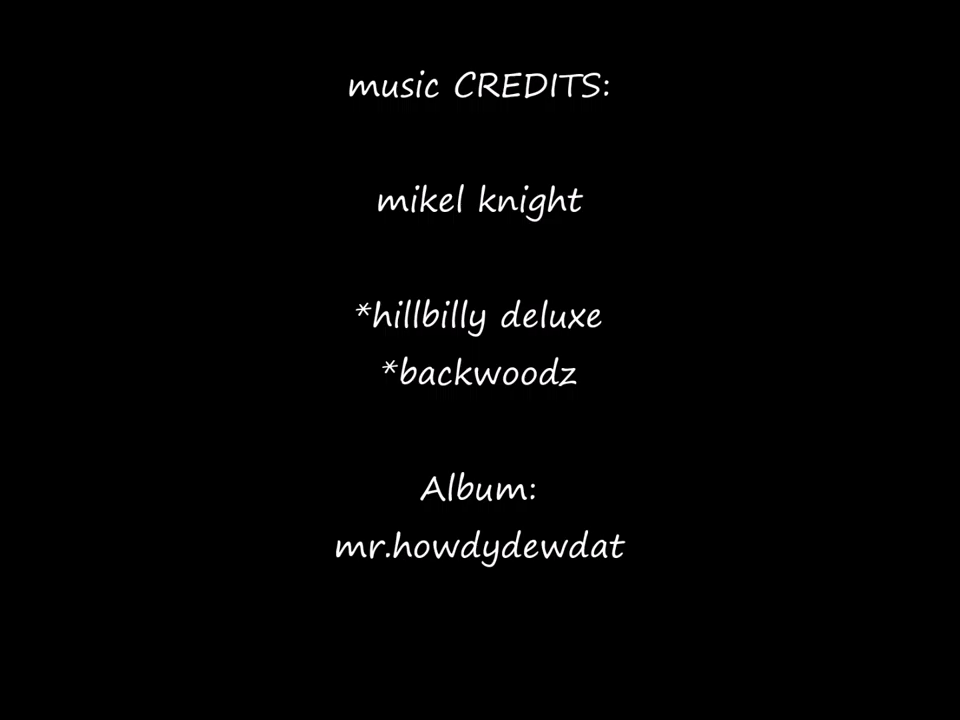 music CREDITS:
mikel knight
*hillbilly deluxe
*backwoodz
Album:
mr.howdydewdat